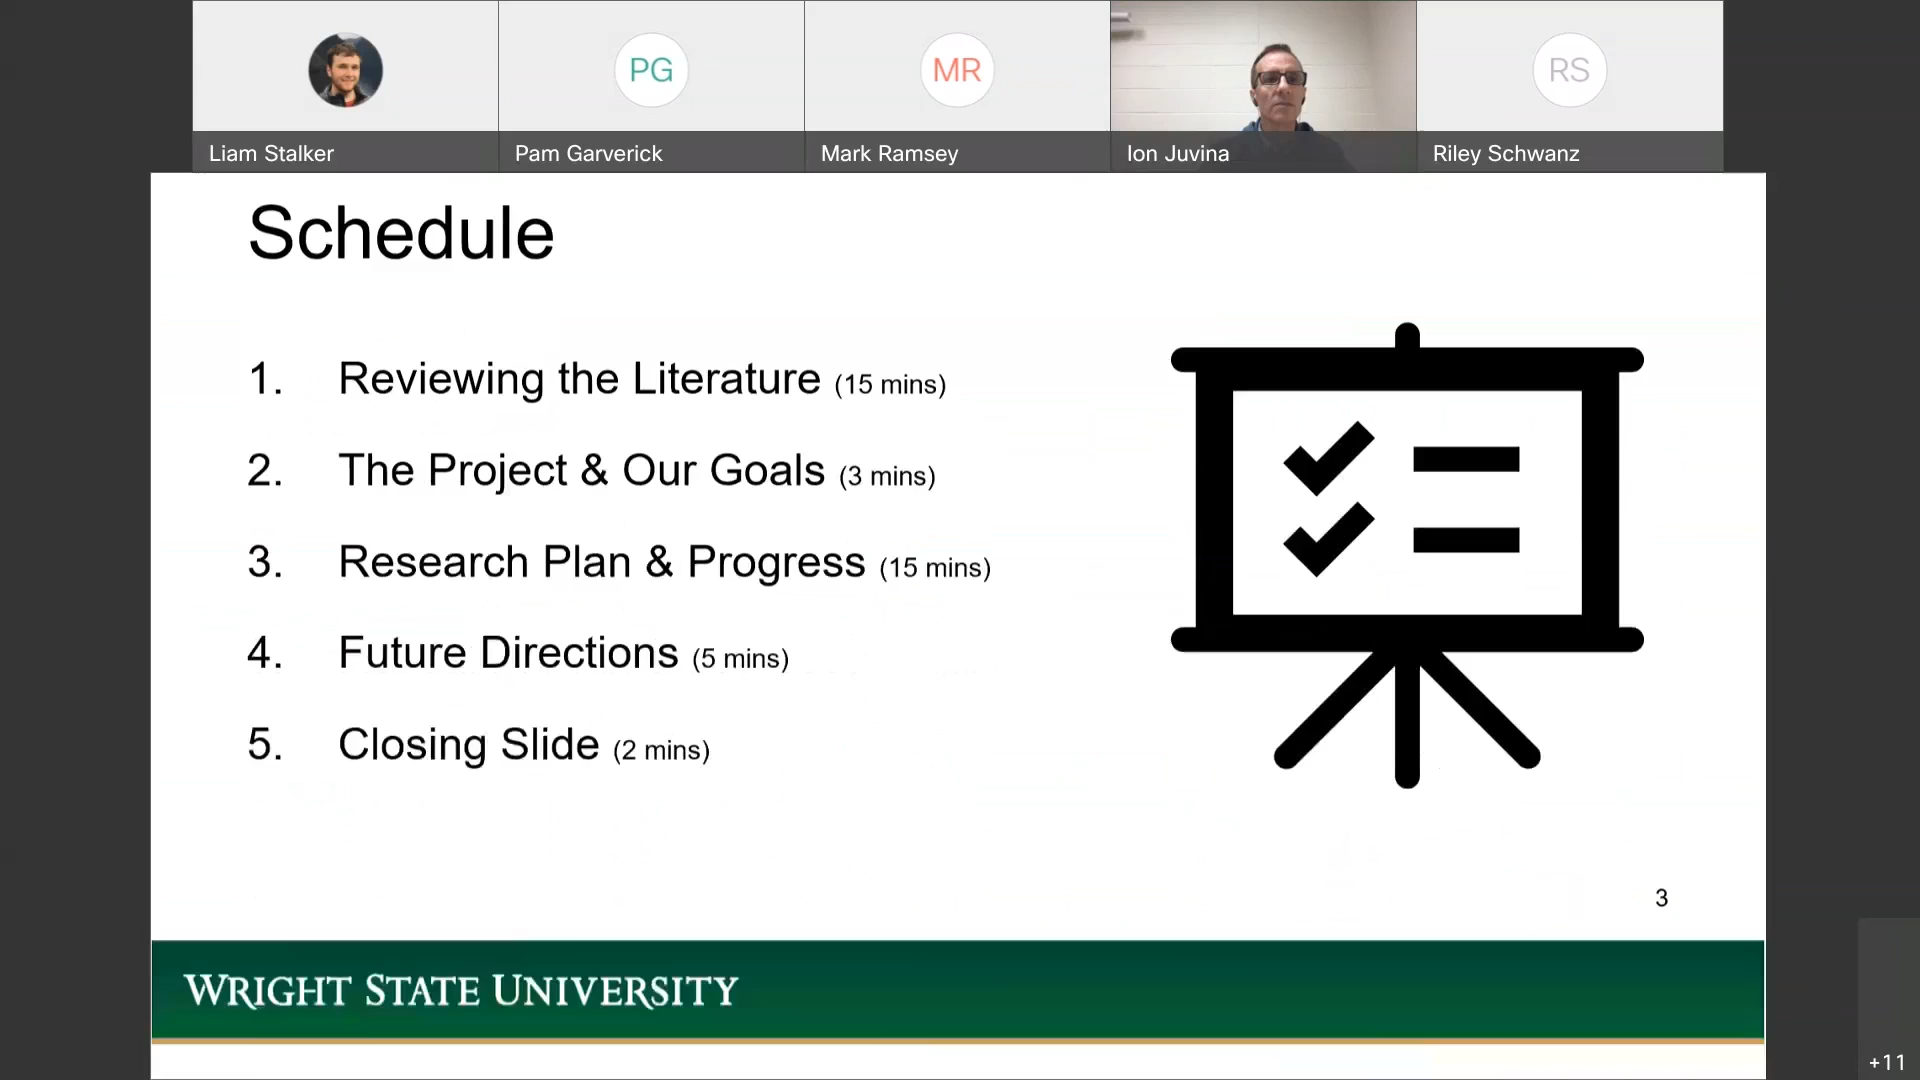 PG
MR
RS
Liam Stalker
Pam Garverick
Mark Ramsey
Ion Juvina
Riley Schwanz
Schedule
1. Reviewing the Literature (15 mins)
2. The Project & Our Goals (3 mins)
3. Research Plan & Progress (15 mins)
4. Future Directions (5 mins)
5. Closing Slide (2 mins)
3
WRIGHT STATE UNIVERSITY
+11